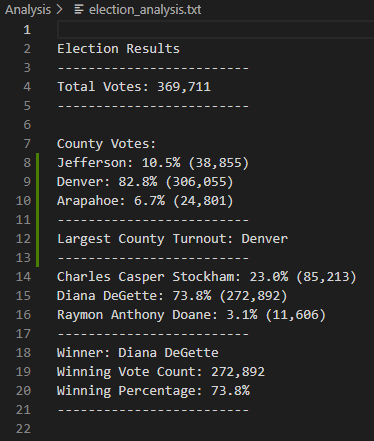 Analysis > election_analysis.txt
1
2 Election Results
3 -------------------------
4 Total Votes: 369,711
5 -------------------------
6
7 County Votes:
8 Jefferson: 10.5% (38,855)
9 Denver: 82.8% (306,055)
10 Arapahoe: 6.7% (24,801)
11 -------------------------
12 Largest County Turnout: Denver
13 -------------------------
14 Charles Casper Stockham: 23.0% (85,213)
15 Diana DeGette: 73.8% (272,892)
16 Raymon Anthony Doane: 3.1% (11,606)
17 -------------------------
18 Winner: Diana DeGette
19 Winning Vote Count: 272,892
20 Winning Percentage: 73.8%
21 -------------------------
22